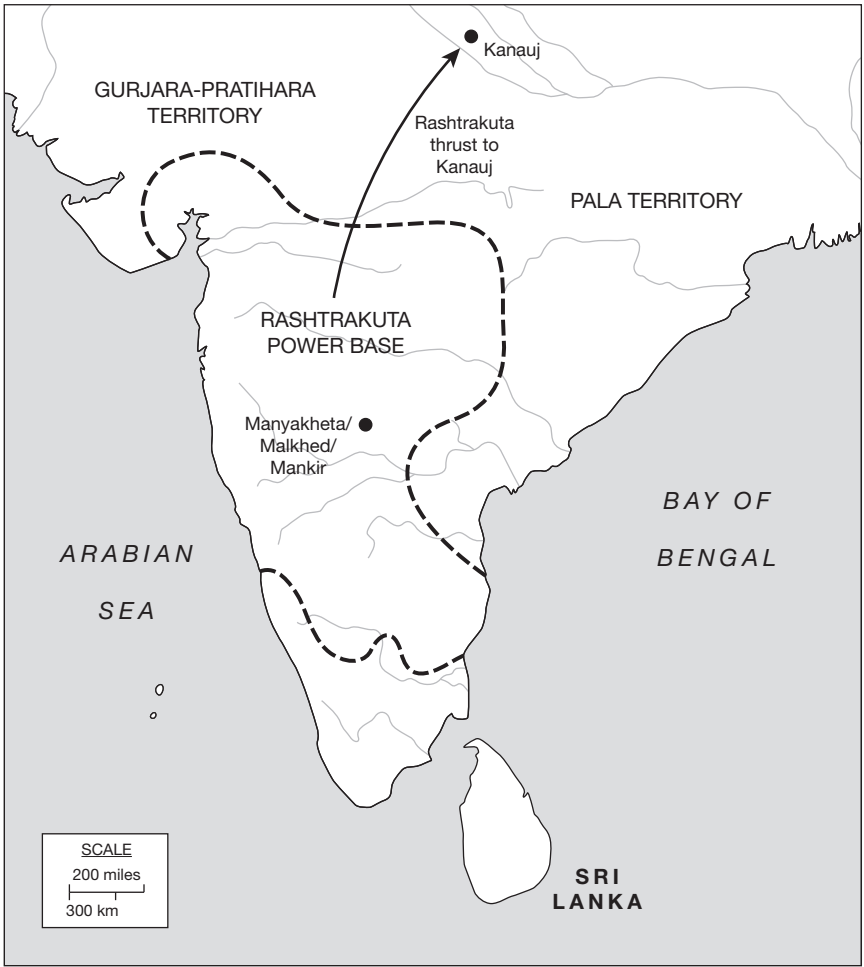 Kanauj
GURJARA-PRATIHARA
TERRITORY
Rashtrakuta
thrust to
Kanauj
PALA TERRITORY
RASHTRAKUTA
POWER BASE
Manyakheta/
Malkhed/
Mankir
BAY OF
BENGAL
ARABIAN
SEA
SCALE
200 miles
300 km
SRI
LANKA